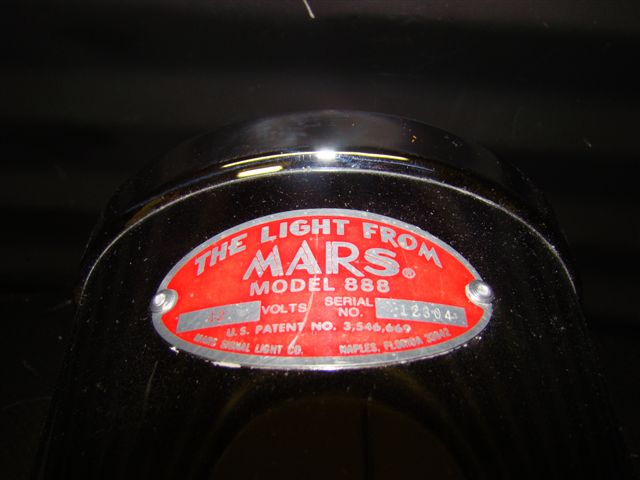 THE LIGHT FROM
MARS®
MODEL 888
12 VOLTS SERIAL NO. 12304
U.S. PATENT NO. 3,546,669
MARS SIGNAL LIGHT CO. NAPLES, FLORIDA 33942